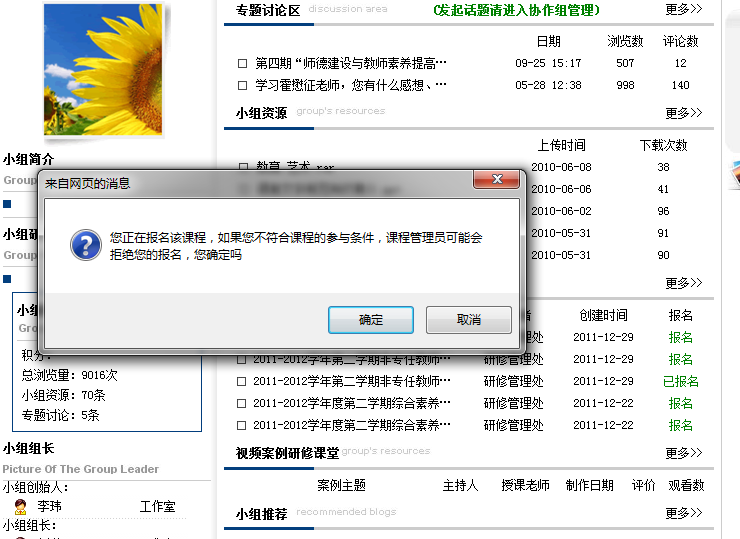 专题讨论区 discussion area (发起话题请进入协作组管理) 更多>>
日期 浏览数 评论数
第四期“师德建设与教师素养提高… 09-25 15:17 507 12
学习霍懋征老师，您有什么感想、… 05-28 12:38 998 140
小组资源 group's resources 更多>>
上传时间 下载次数
2010-06-08 38
2010-06-06 41
2010-06-02 96
2010-05-31 91
2010-05-31 90
更多>>
小组简介
Group
小组研
Group
来自网页的消息
您正在报名该课程，如果您不符合课程的参与条件，课程管理员可能会
拒绝您的报名，您确定吗
确定 取消
创建时间 报名
处 2011-12-29 报名
2011-2012学年第二学期非专任教师… 研修管理处 2011-12-29 报名
2011-2012学年第二学期非专任教师… 研修管理处 2011-12-29 已报名
2011-2012学年度第二学期综合素养… 研修管理处 2011-12-22 报名
2011-2012学年度第二学期综合素养… 研修管理处 2011-12-22 报名
小组
Gro
积分:
总浏览量: 9016次
小组资源: 70条
专题讨论: 5条
小组组长
Picture Of The Group Leader
小组创始人:
李玮 工作室
小组组长:
视频案例研修课堂 group's resources 更多>>
案例主题 主持人 授课老师 制作日期 评价 观看数
小组推荐 recommended blogs 更多>>